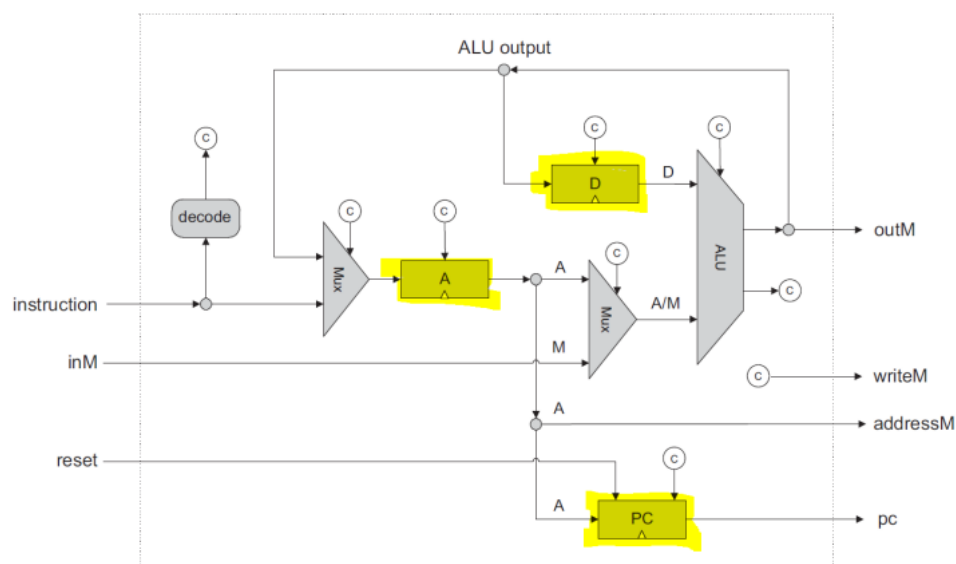 ALU output
c
c
c
D
D
decode
c
c
Mux
A
A
c
Mux
A/M
ALU
outM
c
instruction
inM
M
c
writeM
A
addressM
reset
c
A
PC
pc